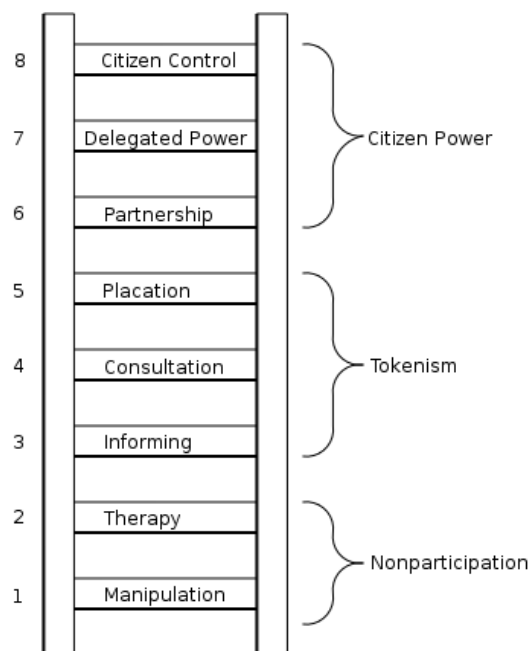 8 Citizen Control
7 Delegated Power
Citizen Power
6 Partnership
5 Placation
4 Consultation
Tokenism
3 Informing
2 Therapy
Nonparticipation
1 Manipulation